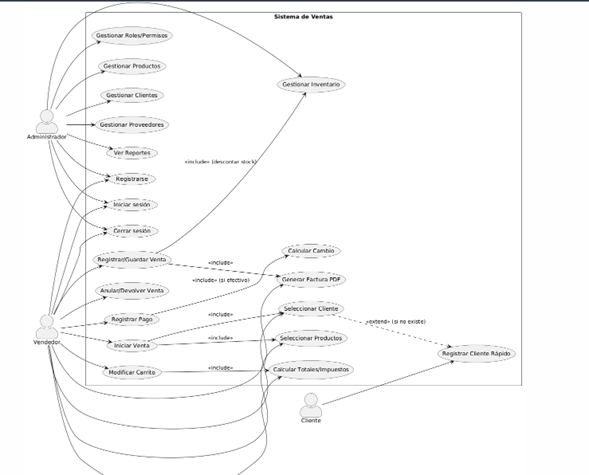 Sistema de Ventas
Gestionar Roles/Permisos
Gestionar Productos
Gestionar Inventario
Gestionar Clientes
Gestionar Proveedores
Administrador
Ver Reportes
«include» (descontar stock)
Registrarse
Iniciar sesión
Cerrar sesión
Calcular Cambio
Registrar/Guardar Venta
«include»
Generar Factura PDF
«include» (si efectivo)
Anular/Devolver Venta
Seleccionar Cliente
Registrar Pago
«include»
«extend» (si no existe)
Vendedor
Iniciar Venta
«include»
Seleccionar Productos
Registrar Cliente Rápido
Modificar Carrito
«include»
Calcular Totales/Impuestos
Cliente